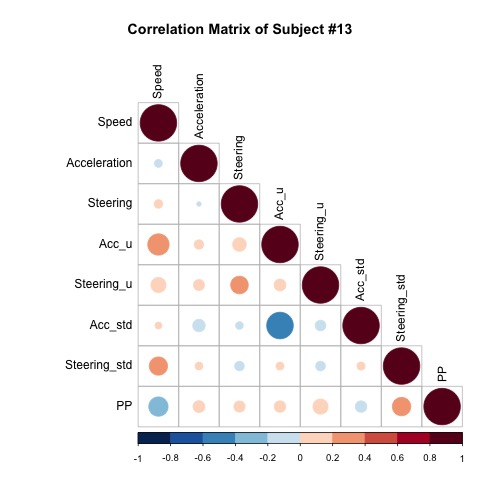 Correlation Matrix of Subject #13
Speed
Acceleration
Steering
Acc_u
Steering_u
Acc_std
Steering_std
PP
Speed
Acceleration
Steering
Acc_u
Steering_u
Acc_std
Steering_std
PP
-1 -0.8 -0.6 -0.4 -0.2 0 0.2 0.4 0.6 0.8 1